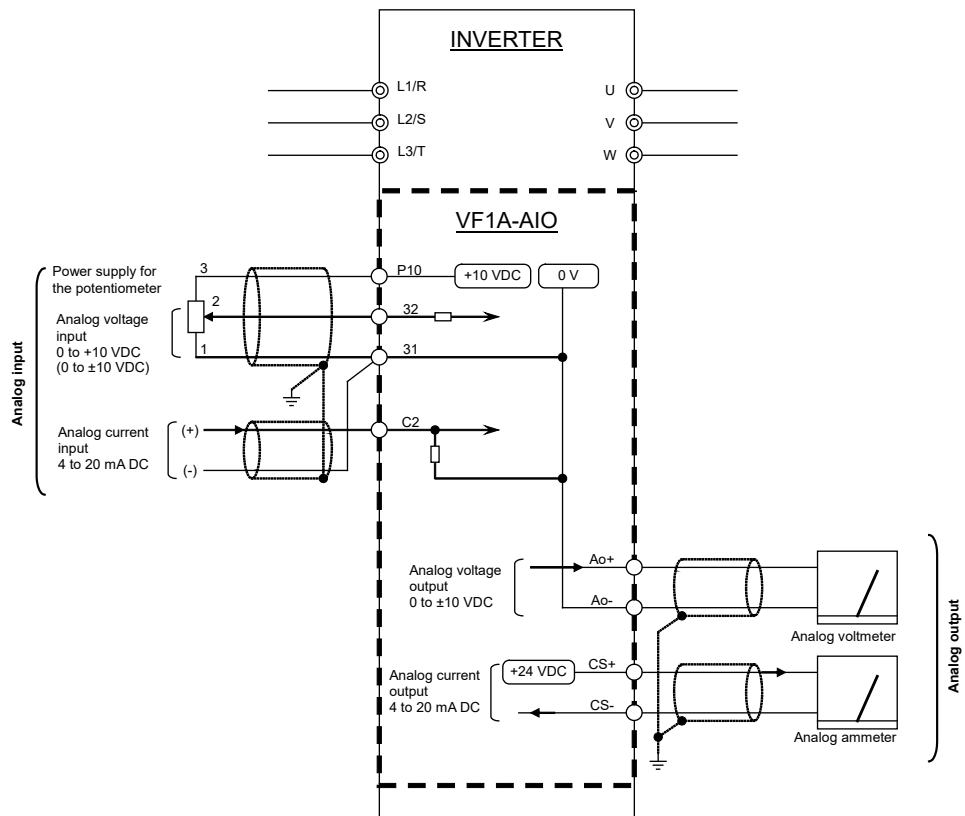 INVERTER
L1/R
U
L2/S
V
L3/T
W
VF1A-AIO
Analog input
Power supply for
the potentiometer
3
P10
+10 VDC
0 V
2
32
Analog voltage
input
0 to +10 VDC
(0 to ±10 VDC)
1
31
Analog current
input
4 to 20 mA DC
(+)
C2
(-)
Analog voltage
output
0 to ±10 VDC
Ao+
Ao-
Analog voltmeter
Analog current
output
4 to 20 mA DC
+24 VDC
CS+
CS-
Analog ammeter
Analog output